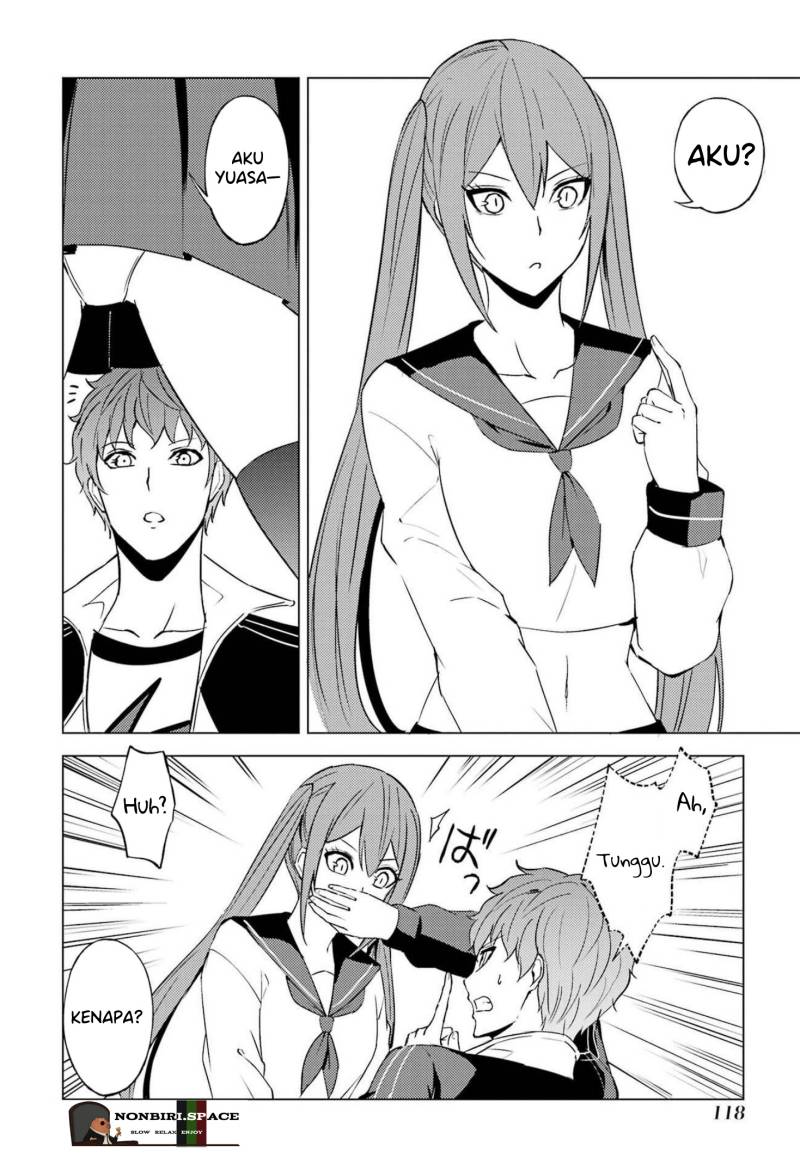 AKU?
AKU
YUASA—
Ah,
Tunggu.
ばっ
Huh?
KENAPA?
118
NONBIRI.SPACE
SLOW RELAX ENJOY